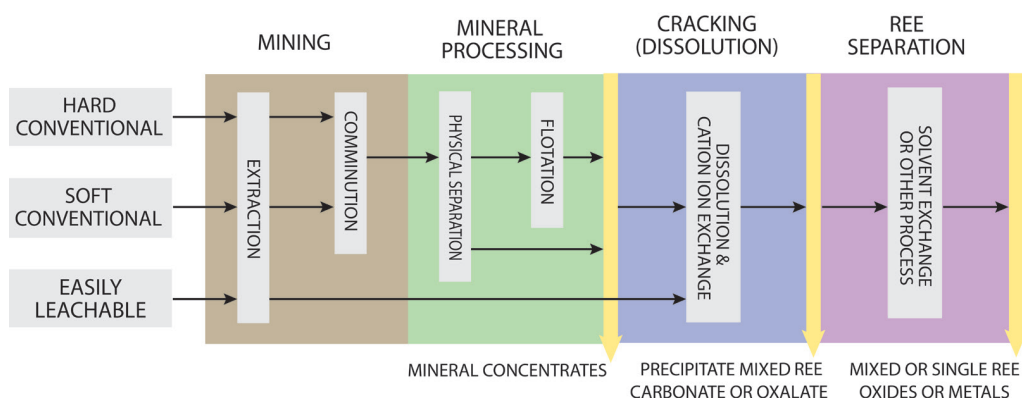 MINING
MINERAL
PROCESSING
CRACKING
(DISSOLUTION)
REE
SEPARATION
HARD
CONVENTIONAL
SOFT
CONVENTIONAL
EASILY
LEACHABLE
EXTRACTION
COMMINUTION
PHYSICAL SEPARATION
FLOTATION
DISSOLUTION &
CATION ION EXCHANGE
SOLVENT EXCHANGE
OR OTHER PROCESS
MINERAL CONCENTRATES
PRECIPITATE MIXED REE
CARBONATE OR OXALATE
MIXED OR SINGLE REE
OXIDES OR METALS